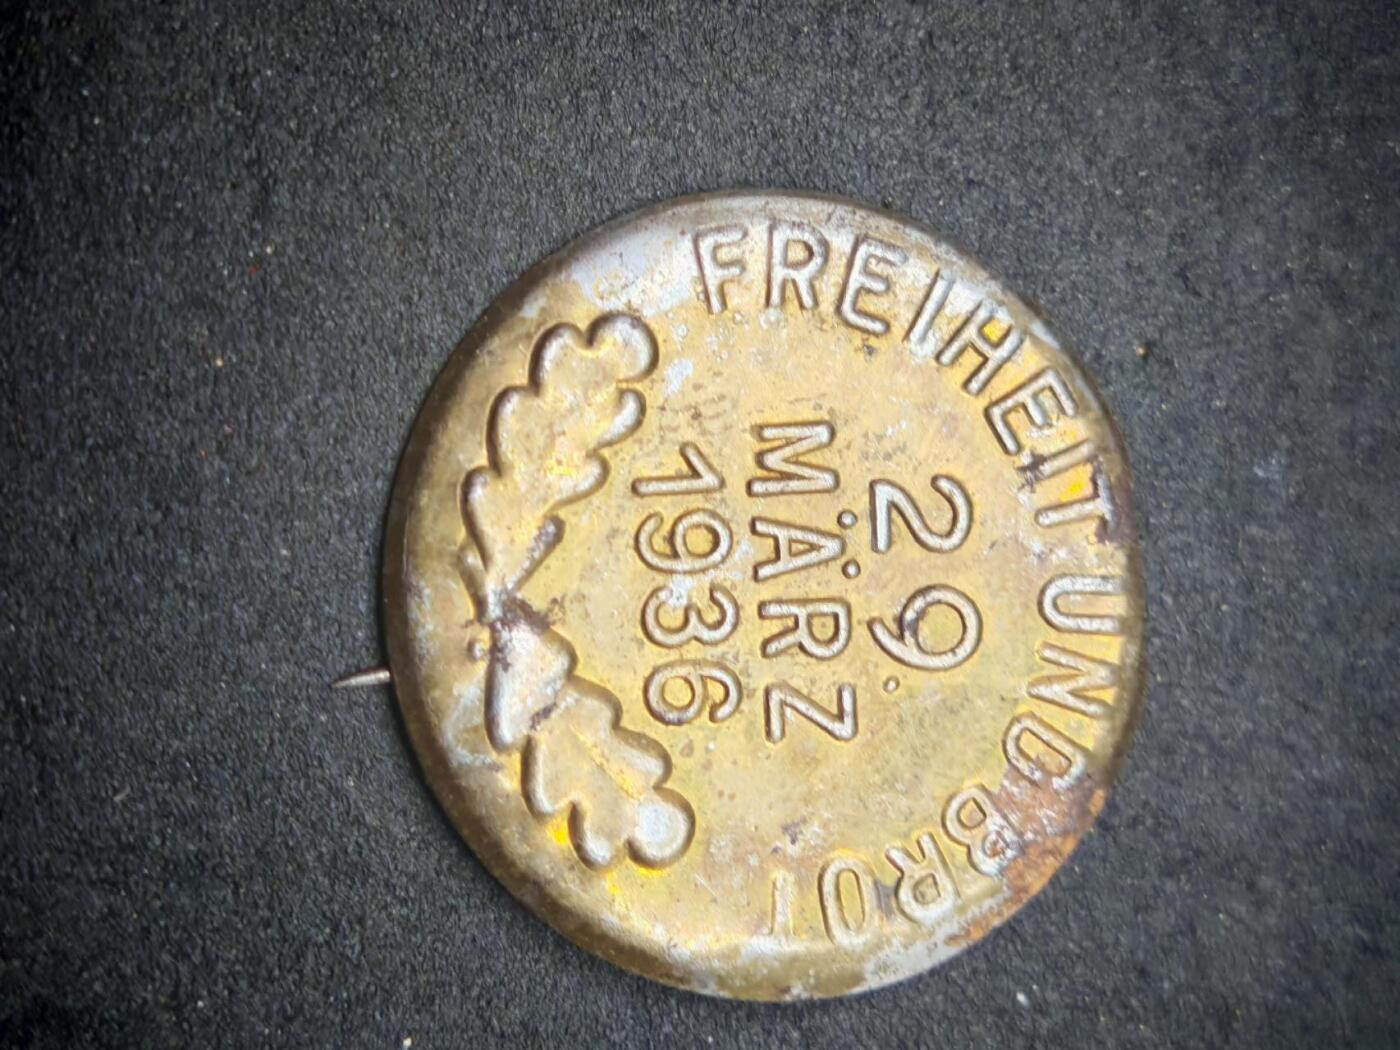 FREIHEIT UND BROT
29.
MÄRZ
1936